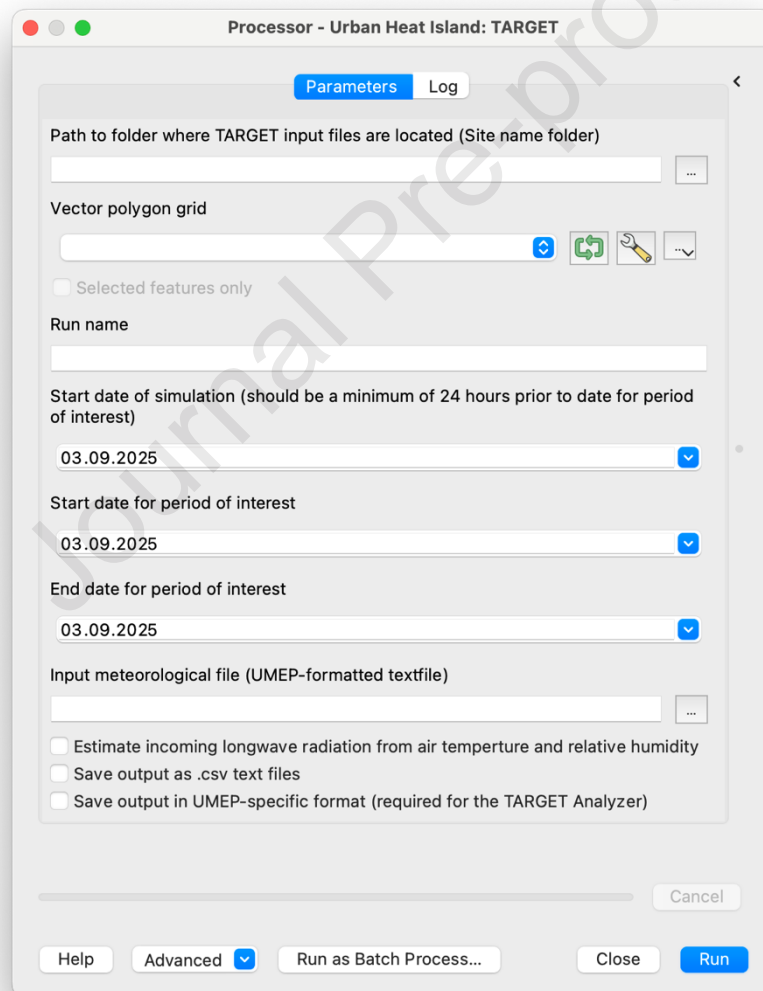 Processor - Urban Heat Island: TARGET
Parameters
Log
Path to folder where TARGET input files are located (Site name folder)
...
Vector polygon grid
...
Selected features only
Run name
Start date of simulation (should be a minimum of 24 hours prior to date for period
of interest)
03.09.2025
Start date for period of interest
03.09.2025
End date for period of interest
03.09.2025
Input meteorological file (UMEP-formatted textfile)
...
Estimate incoming longwave radiation from air temperture and relative humidity
Save output as .csv text files
Save output in UMEP-specific format (required for the TARGET Analyzer)
Cancel
Help
Advanced
Run as Batch Process...
Close
Run
Journal Pre-pro